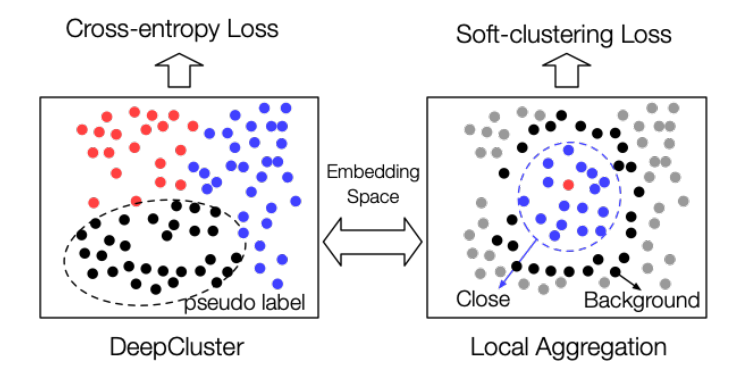 Cross-entropy Loss
Soft-clustering Loss
Embedding
Space
pseudo label
Close
Background
DeepCluster
Local Aggregation